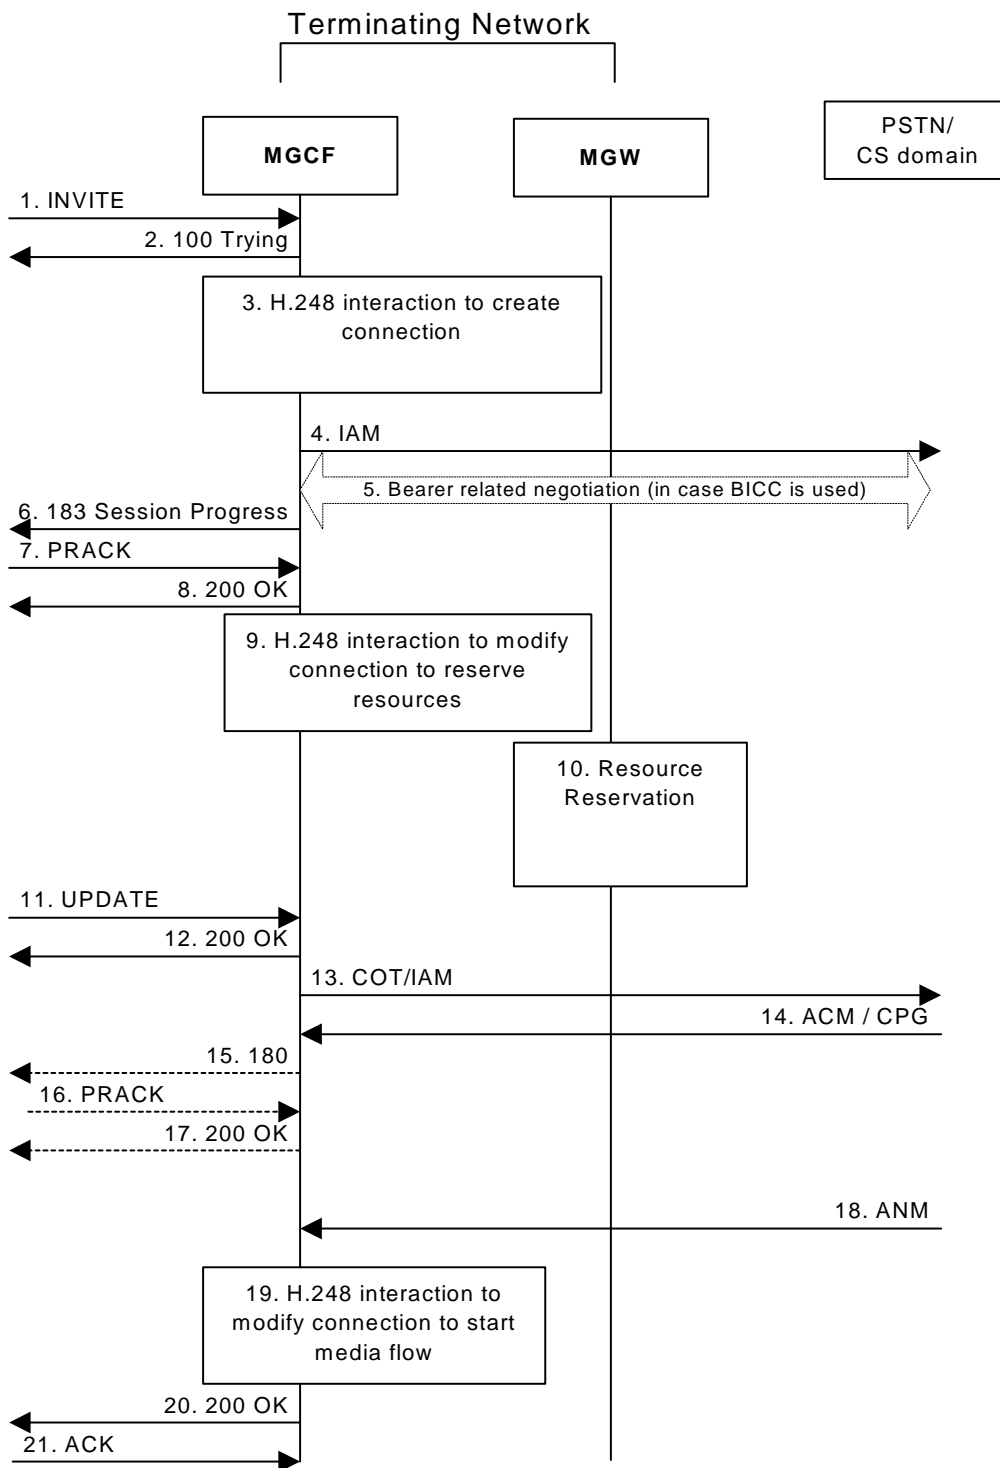 Terminating Network
MGCF
MGW
PSTN/
CS domain
1. INVITE
2. 100 Trying
3. H.248 interaction to create
connection
4. IAM
5. Bearer related negotiation (in case BICC is used)
6. 183 Session Progress
7. PRACK
8. 200 OK
9. H.248 interaction to modify
connection to reserve
resources
10. Resource
Reservation
11. UPDATE
12. 200 OK
13. COT/IAM
14. ACM / CPG
15. 180
16. PRACK
17. 200 OK
18. ANM
19. H.248 interaction to
modify connection to start
media flow
20. 200 OK
21. ACK